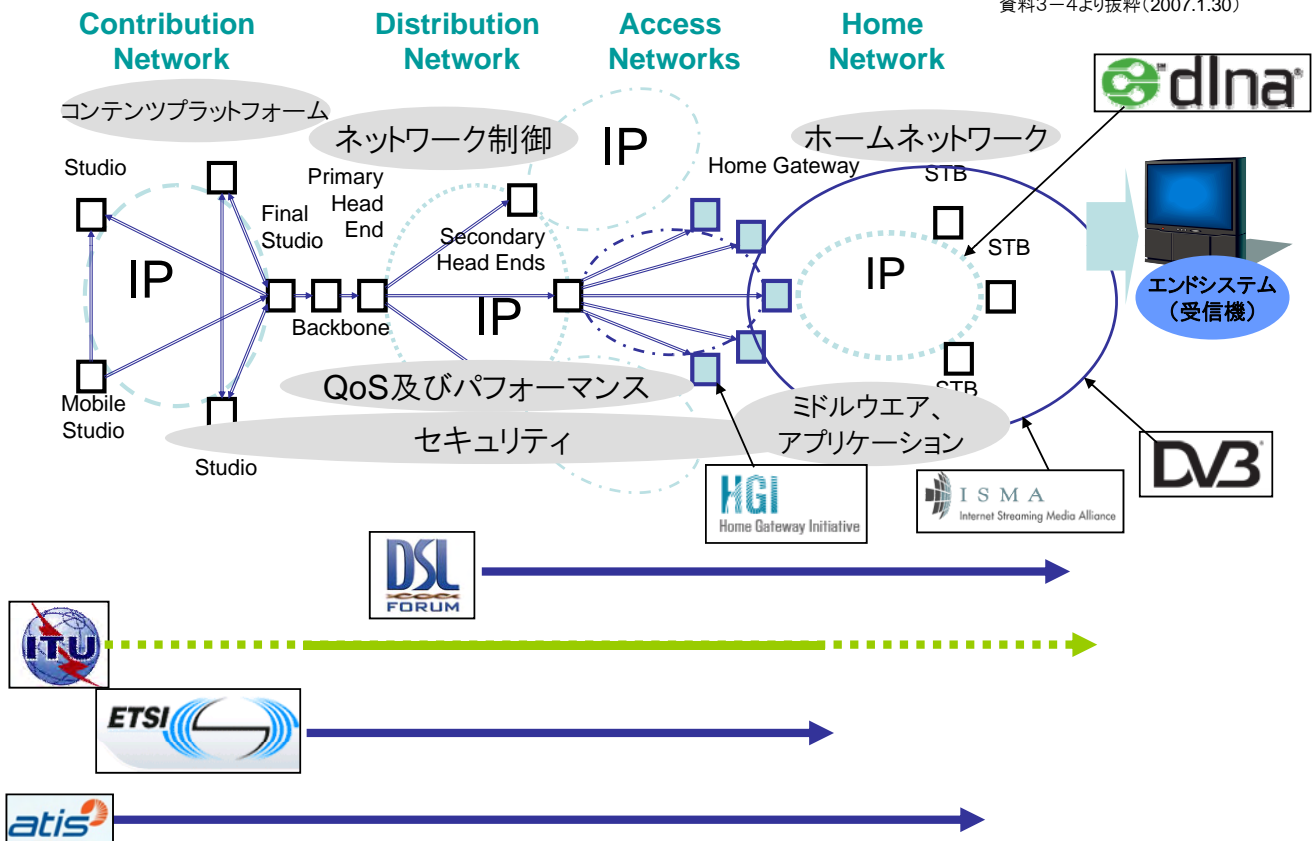 資料3-4より抜粋(2007.1.30)
Contribution
Network
Distribution
Network
Access
Networks
Home
Network
dlna
コンテンツプラットフォーム
ネットワーク制御
IP
ホームネットワーク
Studio
Primary
Head
End
Home Gateway
STB
Final
Studio
Secondary
Head Ends
STB
IP
IP
IP
エンドシステム
(受信機)
Backbone
QoS及びパフォーマンス
STB
Mobile
Studio
ミドルウエア、
アプリケーション
セキュリティ
Studio
DVB
HGI
Home Gateway Initiative
ISMA
Internet Streaming Media Alliance
DSL
FORUM
ITU
ETSI
atis